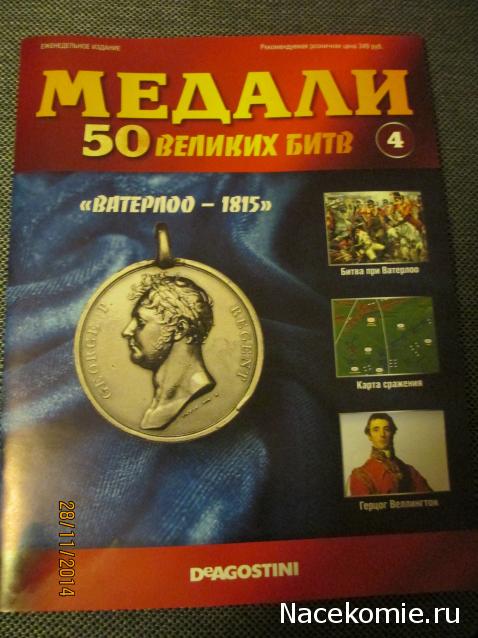 ЕЖЕНЕДЕЛЬНОЕ ИЗДАНИЕ
Рекомендуемая розничная цена 349 руб.
МЕДАЛИ
50 ВЕЛИКИХ БИТВ 4
«ВАТЕРЛОО – 1815»
GEORGE P. REGENT
Битва при Ватерлоо
Карта сражения
Герцог Веллингтон
DeAGOSTINI
28/11/2014
Nacekomie.ru